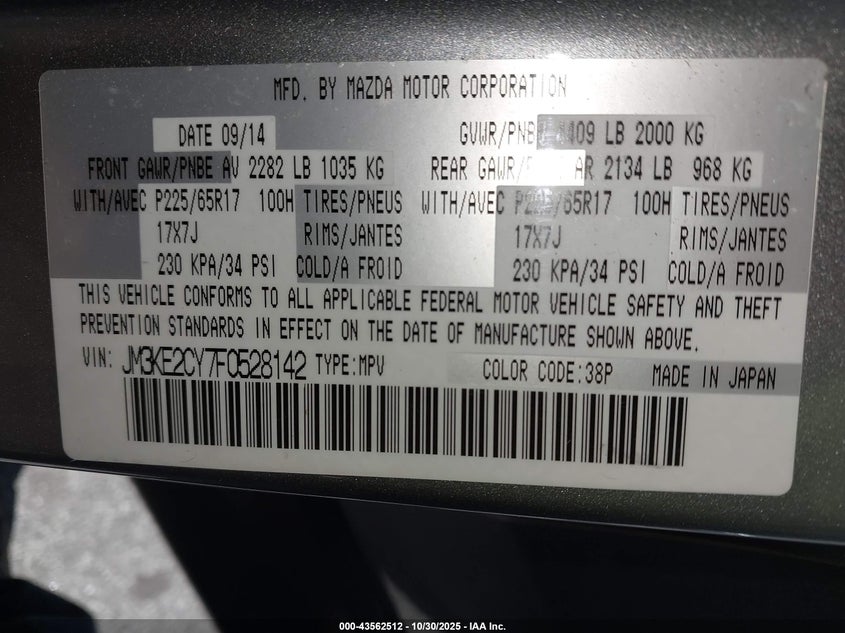 MFD. BY MAZDA MOTOR CORPORATION
DATE 09/14 GVWR/PNBE 4409 LB 2000 KG
FRONT GAWR/PNBE AV 2282 LB 1035 KG REAR GAWR/ AR 2134 LB 968 KG
WITH/AVEC P225/65R17 100H TIRES/PNEUS WITH/AVEC P225/65R17 100H TIRES/PNEUS
17X7J RIMS/JANTES 17X7J RIMS/JANTES
230 KPA/34 PSI COLD/A FROID 230 KPA/34 PSI COLD/A FROID
THIS VEHICLE CONFORMS TO ALL APPLICABLE FEDERAL MOTOR VEHICLE SAFETY AND THEFT
PREVENTION STANDARDS IN EFFECT ON THE DATE OF MANUFACTURE SHOWN ABOVE.
VIN: JM3KE2CY7F0528142 TYPE:MPV COLOR CODE:38P MADE IN JAPAN
000-43562512 - 10/30/2025 - IAA Inc.